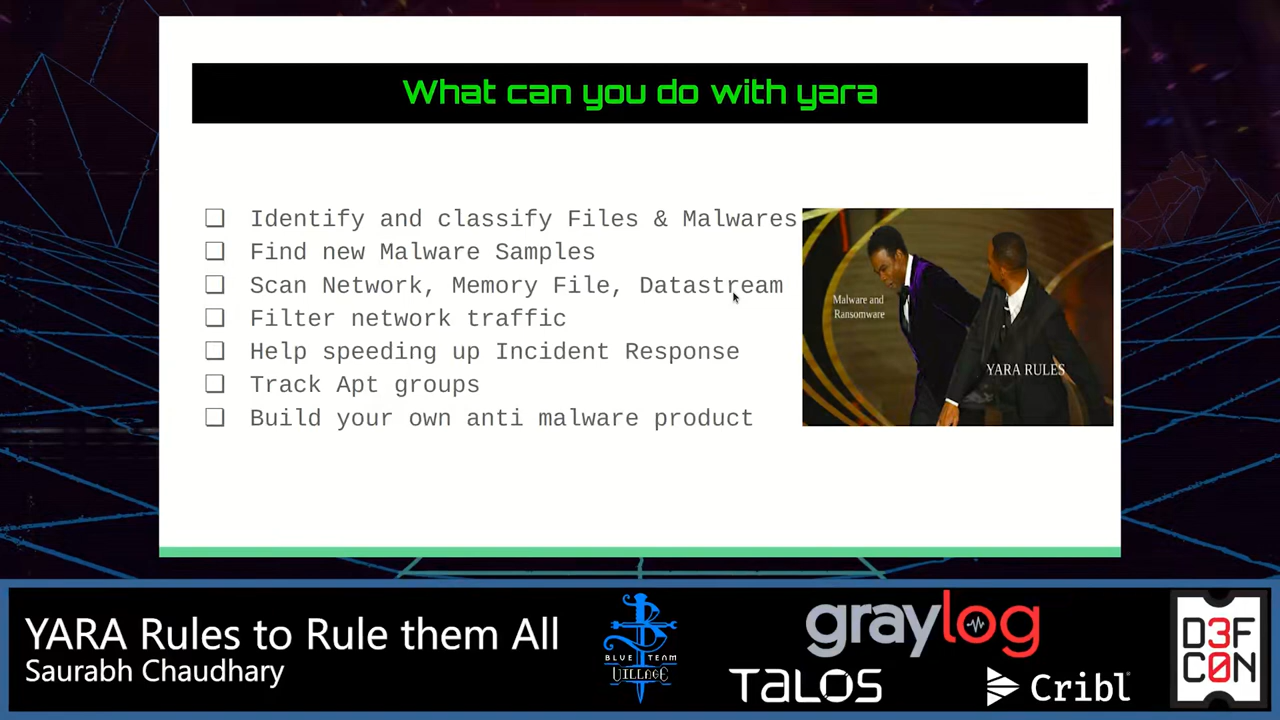 What can you do with yara
❏ Identify and classify Files & Malwares
❏ Find new Malware Samples
❏ Scan Network, Memory File, Datastream
❏ Filter network traffic
❏ Help speeding up Incident Response
❏ Track Apt groups
❏ Build your own anti malware product
Malware and
Ransomware
YARA RULES
YARA Rules to Rule them All
Saurabh Chaudhary
BLUE TEAM
VILLAGE
graylog
TALOS
Cribl
D3F
C0N